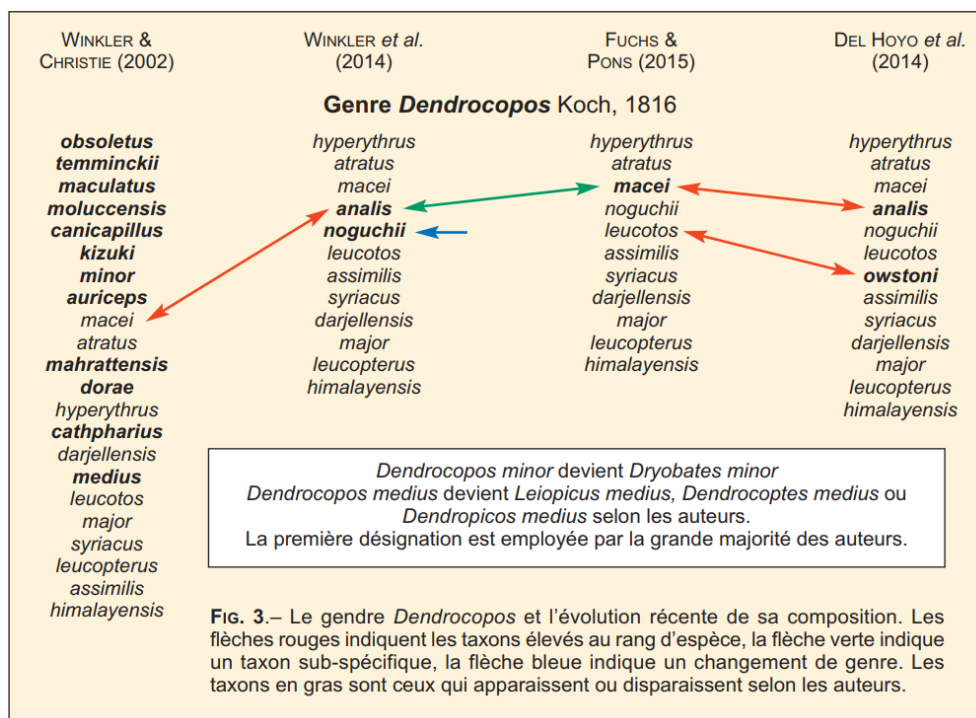 WINKLER &
CHRISTIE (2002)
WINKLER et al.
(2014)
FUCHS &
PONS (2015)
DEL HOYO et al.
(2014)
Genre Dendrocopos Koch, 1816
obsoletus
temminckii
maculatus
moluccensis
canicapillus
kizuki
minor
auriceps
macei
atratus
mahrattensis
dorae
hyperythrus
cathpharius
darjellensis
medius
leucotos
major
syriacus
leucopterus
assimilis
himalayensis
hyperythrus
atratus
macei
analis
noguchii
leucotos
assimilis
syriacus
darjellensis
major
leucopterus
himalayensis
hyperythrus
atratus
macei
noguchii
leucotos
assimilis
syriacus
darjellensis
major
leucopterus
himalayensis
hyperythrus
atratus
macei
analis
noguchii
leucotos
owstoni
assimilis
syriacus
darjellensis
major
leucopterus
himalayensis
Dendrocopos minor devient Dryobates minor
Dendrocopos medius devient Leiopicus medius, Dendrocoptes medius ou
Dendropicos medius selon les auteurs.
La première désignation est employée par la grande majorité des auteurs.
FIG. 3.– Le gendre Dendrocopos et l'évolution récente de sa composition. Les
flèches rouges indiquent les taxons élevés au rang d'espèce, la flèche verte indique
un taxon sub-spécifique, la flèche bleue indique un changement de genre. Les
taxons en gras sont ceux qui apparaissent ou disparaissent selon les auteurs.